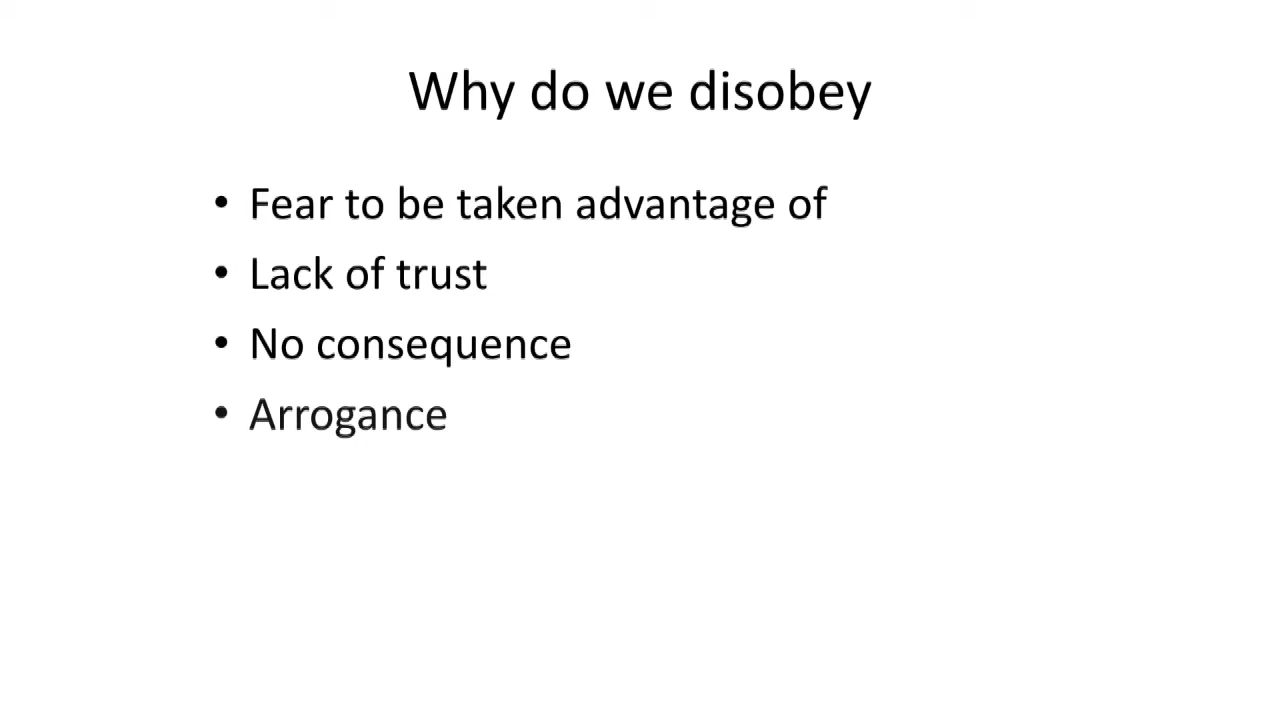 Why do we disobey
• Fear to be taken advantage of
• Lack of trust
• No consequence
• Arrogance